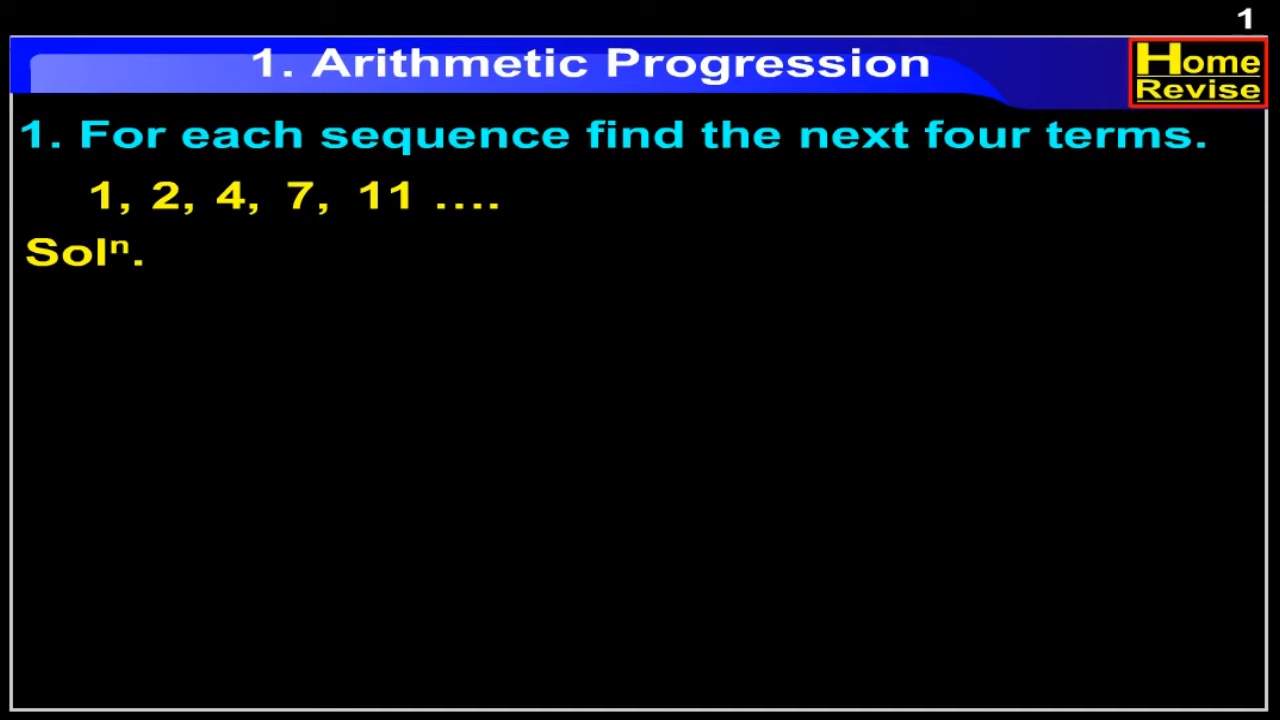 1
1. Arithmetic Progression
Home
Revise
1. For each sequence find the next four terms.
1, 2, 4, 7, 11 ....
Solⁿ.